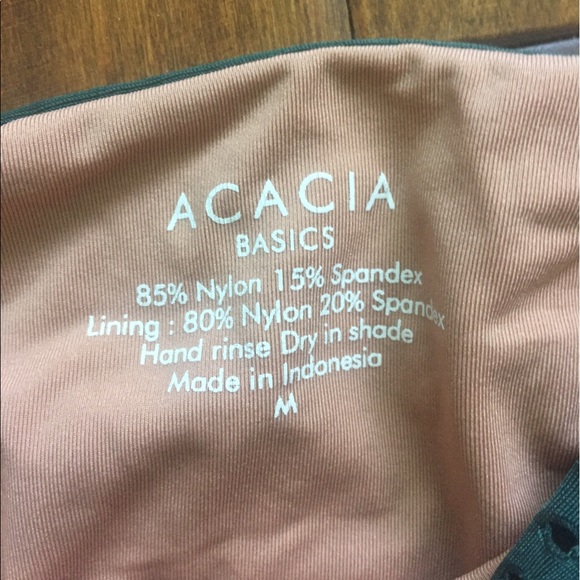 ACACIA
BASICS
85% Nylon 15% Spandex
Lining : 80% Nylon 20% Spandex
Hand rinse Dry in shade
Made in Indonesia
M